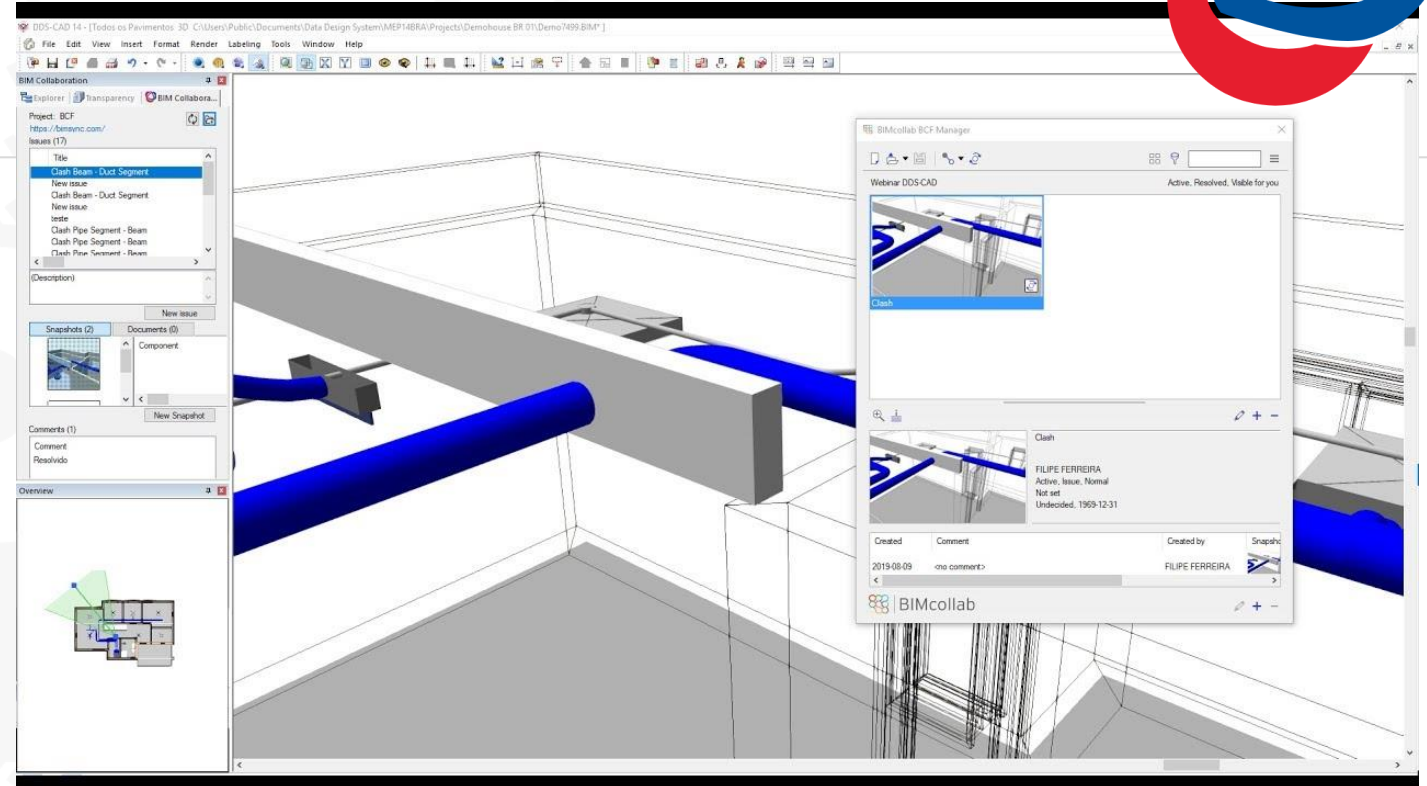 DDS-CAD 14 - [Todos os Pavimentos 3D C:\Users\Public\Documents\Data Design System\MEP14BRA\Projects\Demohouse BR 01\Demo7499.BIM* ]
File Edit View Insert Format Render Labeling Tools Window Help
BIM Collaboration
Explorer Transparency BIM Collabora...
Project: BCF
https://bimsync.com/
Issues (17)
Title
Clash Beam - Duct Segment
New issue
Clash Beam - Duct Segment
New issue
teste
Clash Pipe Segment - Beam
Clash Pipe Segment - Beam
Clash Pipe Segment - Beam
(Description)
New issue
Snapshots (2) Documents (0)
Component
New Snapshot
Comments (1)
Comment
Resolvido
Overview
BIMcollab BCF Manager
Webinar DDS-CAD Active, Resolved, Visible for you
Clash
Clash
FILIPE FERREIRA
Active, Issue, Normal
Not set
Undecided, 1969-12-31
Created Comment Created by Snapsho
2019-08-09 <no comment> FILIPE FERREIRA
BIMcollab